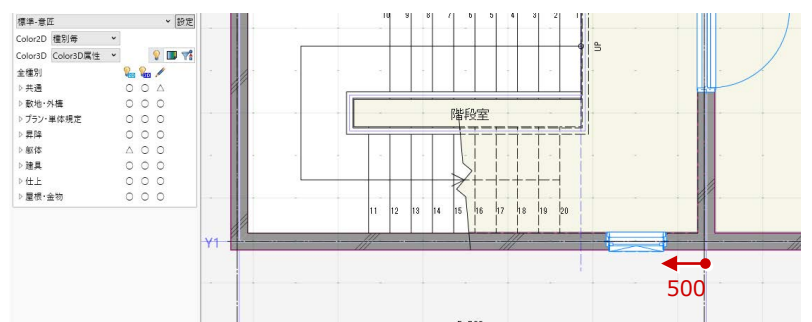 標準-意匠
設定
Color2D 種別毎
Color3D Color3D属性
全種別
共通 ○ ○ △
敷地・外構 ○ ○ ○
プラン・単体規定 ○ ○ ○
昇降 ○ ○ ○
躯体 △ ○ ○
建具 ○ ○ ○
仕上 ○ ○ ○
屋根・金物 ○ ○ ○
10 9 8 7 6 5 4 3 2 1
UP
階段室
11 12 13 14 15 16 17 18 19 20
Y1
500